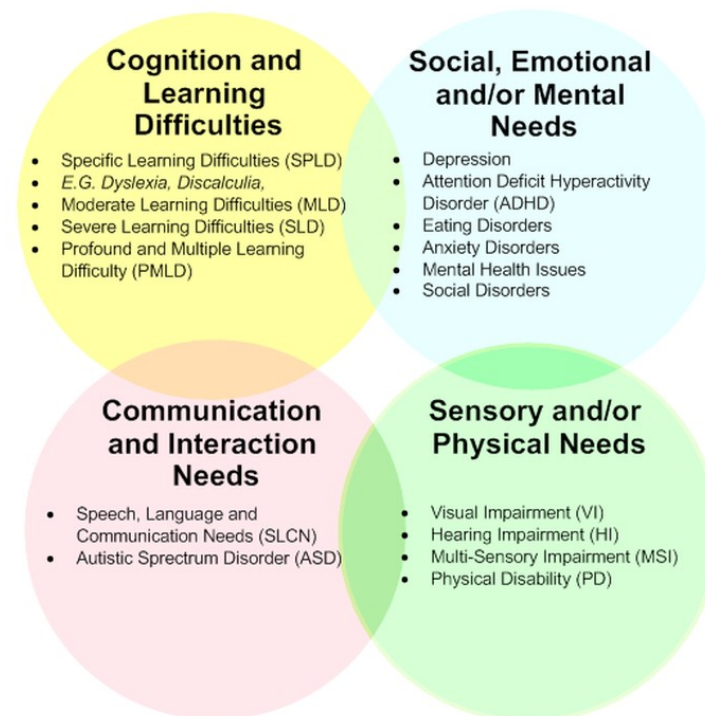 Cognition and
Learning
Difficulties
• Specific Learning Difficulties (SPLD)
• E.G. Dyslexia, Discalculia,
• Moderate Learning Difficulties (MLD)
• Severe Learning Difficulties (SLD)
• Profound and Multiple Learning
Difficulty (PMLD)
Social, Emotional
and/or Mental
Needs
• Depression
• Attention Deficit Hyperactivity
Disorder (ADHD)
• Eating Disorders
• Anxiety Disorders
• Mental Health Issues
• Social Disorders
Communication
and Interaction
Needs
• Speech, Language and
Communication Needs (SLCN)
• Autistic Sprectrum Disorder (ASD)
Sensory and/or
Physical Needs
• Visual Impairment (VI)
• Hearing Impairment (HI)
• Multi-Sensory Impairment (MSI)
• Physical Disability (PD)